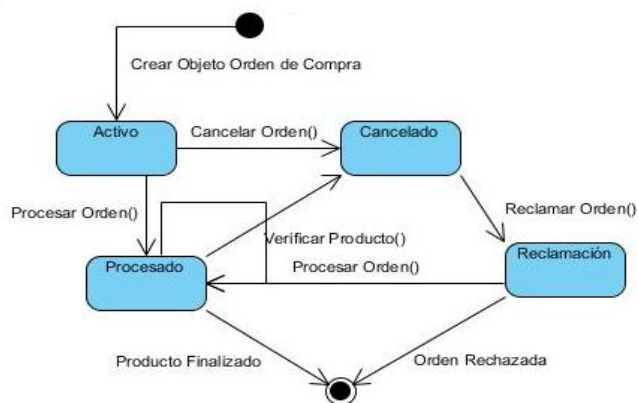 Crear Objeto Orden de Compra
Activo
Cancelar Orden()
Cancelado
Procesar Orden()
Reclamar Orden()
Verificar Producto()
Procesado
Procesar Orden()
Reclamación
Producto Finalizado
Orden Rechazada